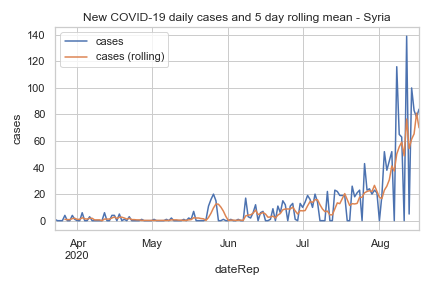 New COVID-19 daily cases and 5 day rolling mean - Syria
cases
cases (rolling)
140
120
100
80
60
40
20
0
cases
Apr
2020
May
Jun
Jul
Aug
dateRep